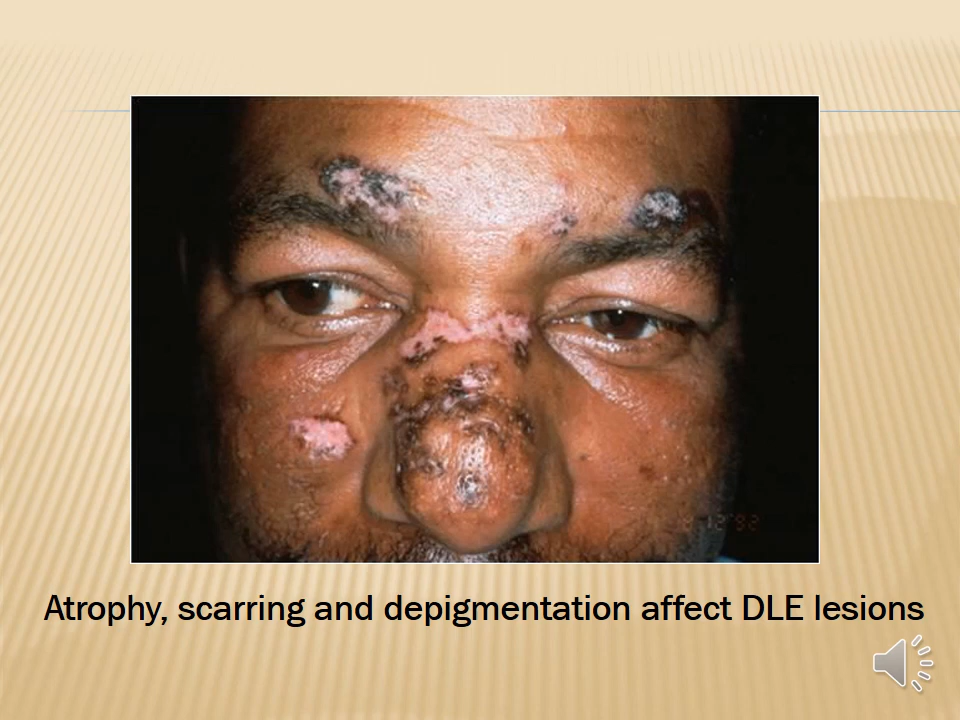 Atrophy, scarring and depigmentation affect DLE lesions